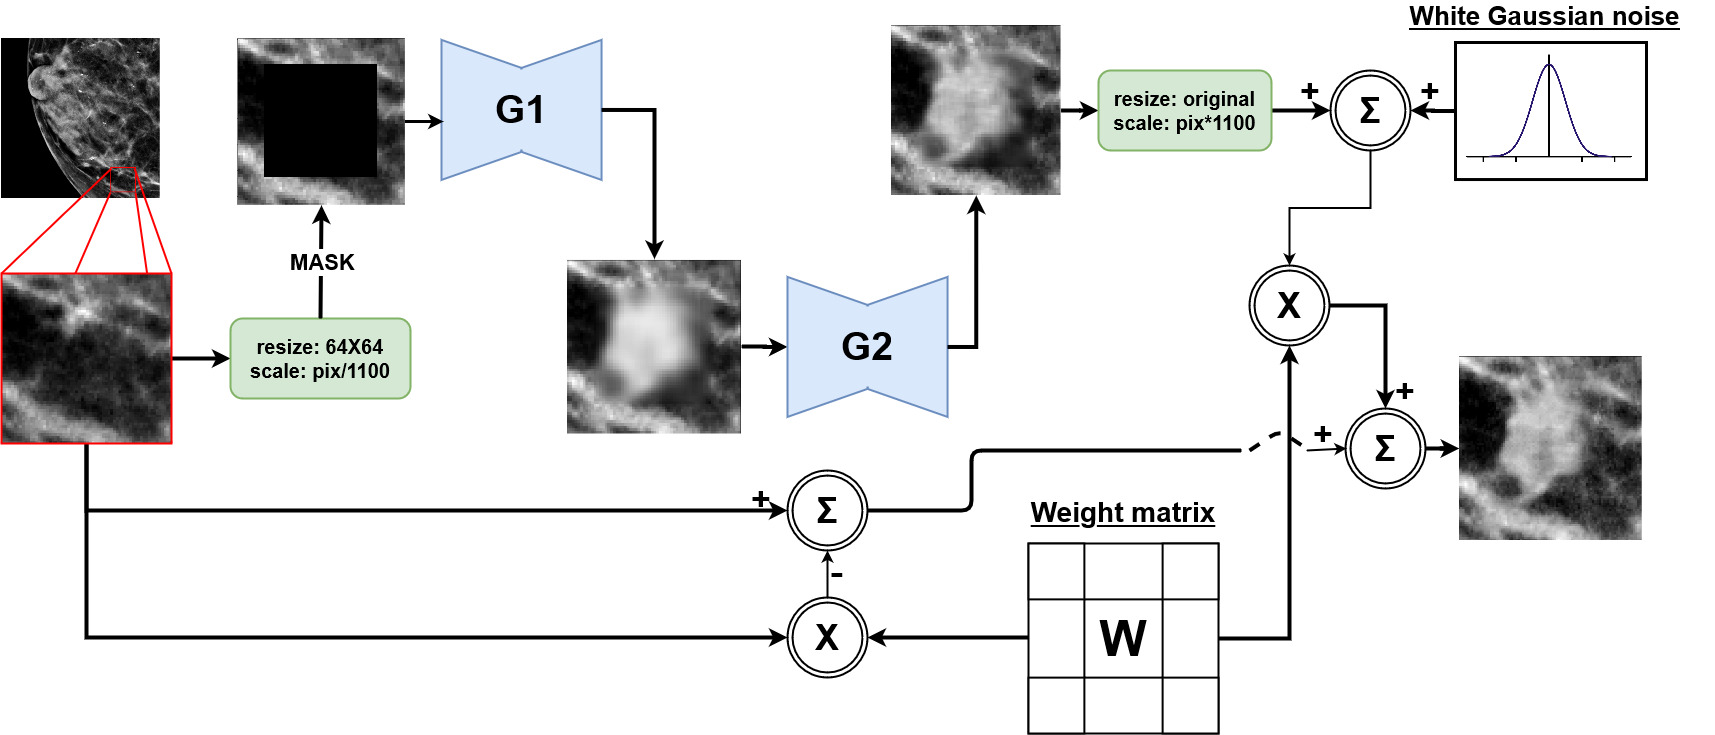 White Gaussian noise
G1
resize: original
scale: pix*1100
+
Σ
+
MASK
resize: 64X64
scale: pix/1100
G2
X
+
+
Σ
+
Σ
Weight matrix
-
X
W